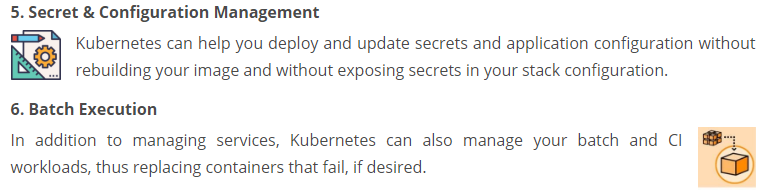 5. Secret & Configuration Management
Kubernetes can help you deploy and update secrets and application configuration without
rebuilding your image and without exposing secrets in your stack configuration.
6. Batch Execution
In addition to managing services, Kubernetes can also manage your batch and CI
workloads, thus replacing containers that fail, if desired.